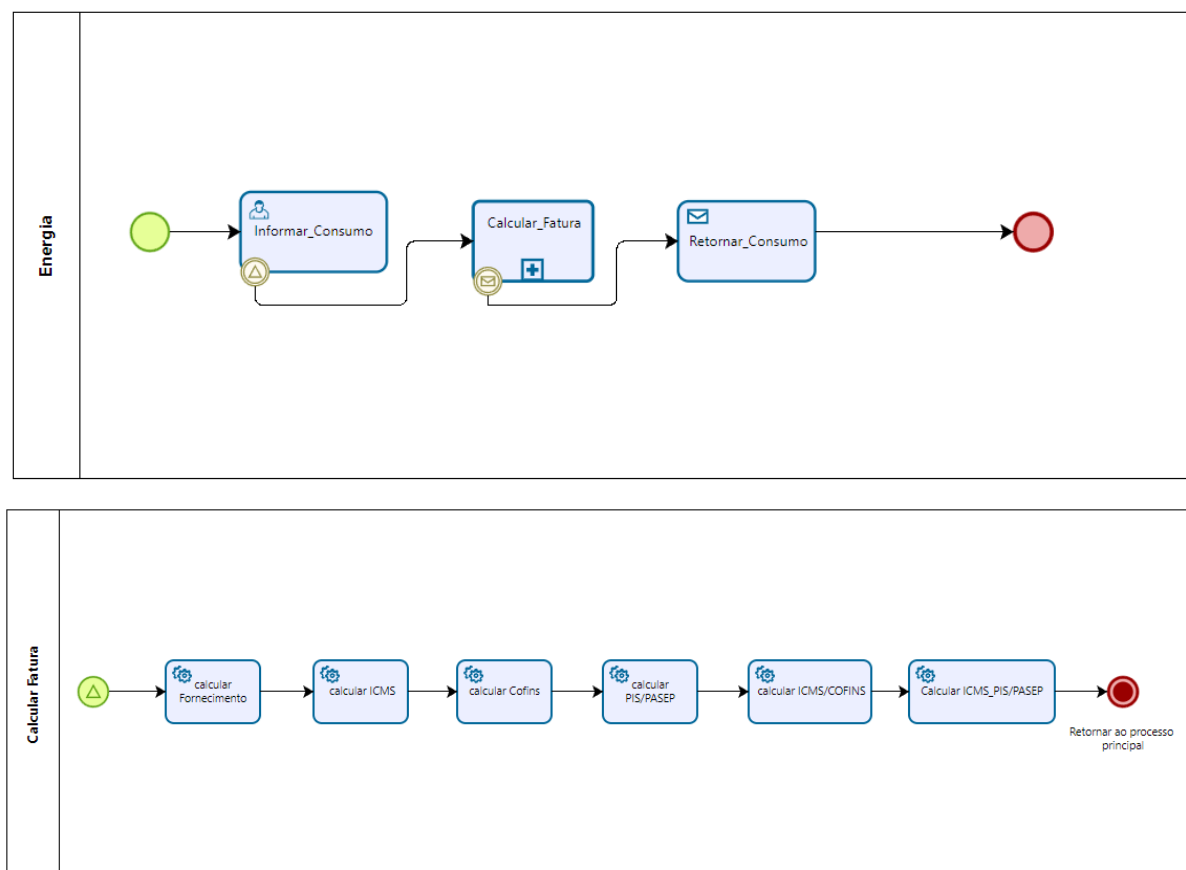 Energia
Informar_Consumo
Calcular_Fatura
Retornar_Consumo
Calcular Fatura
calcular
Fornecimento
calcular ICMS
calcular Cofins
calcular
PIS/PASEP
calcular ICMS/COFINS
Calcular ICMS_PIS/PASEP
Retornar ao processo
principal